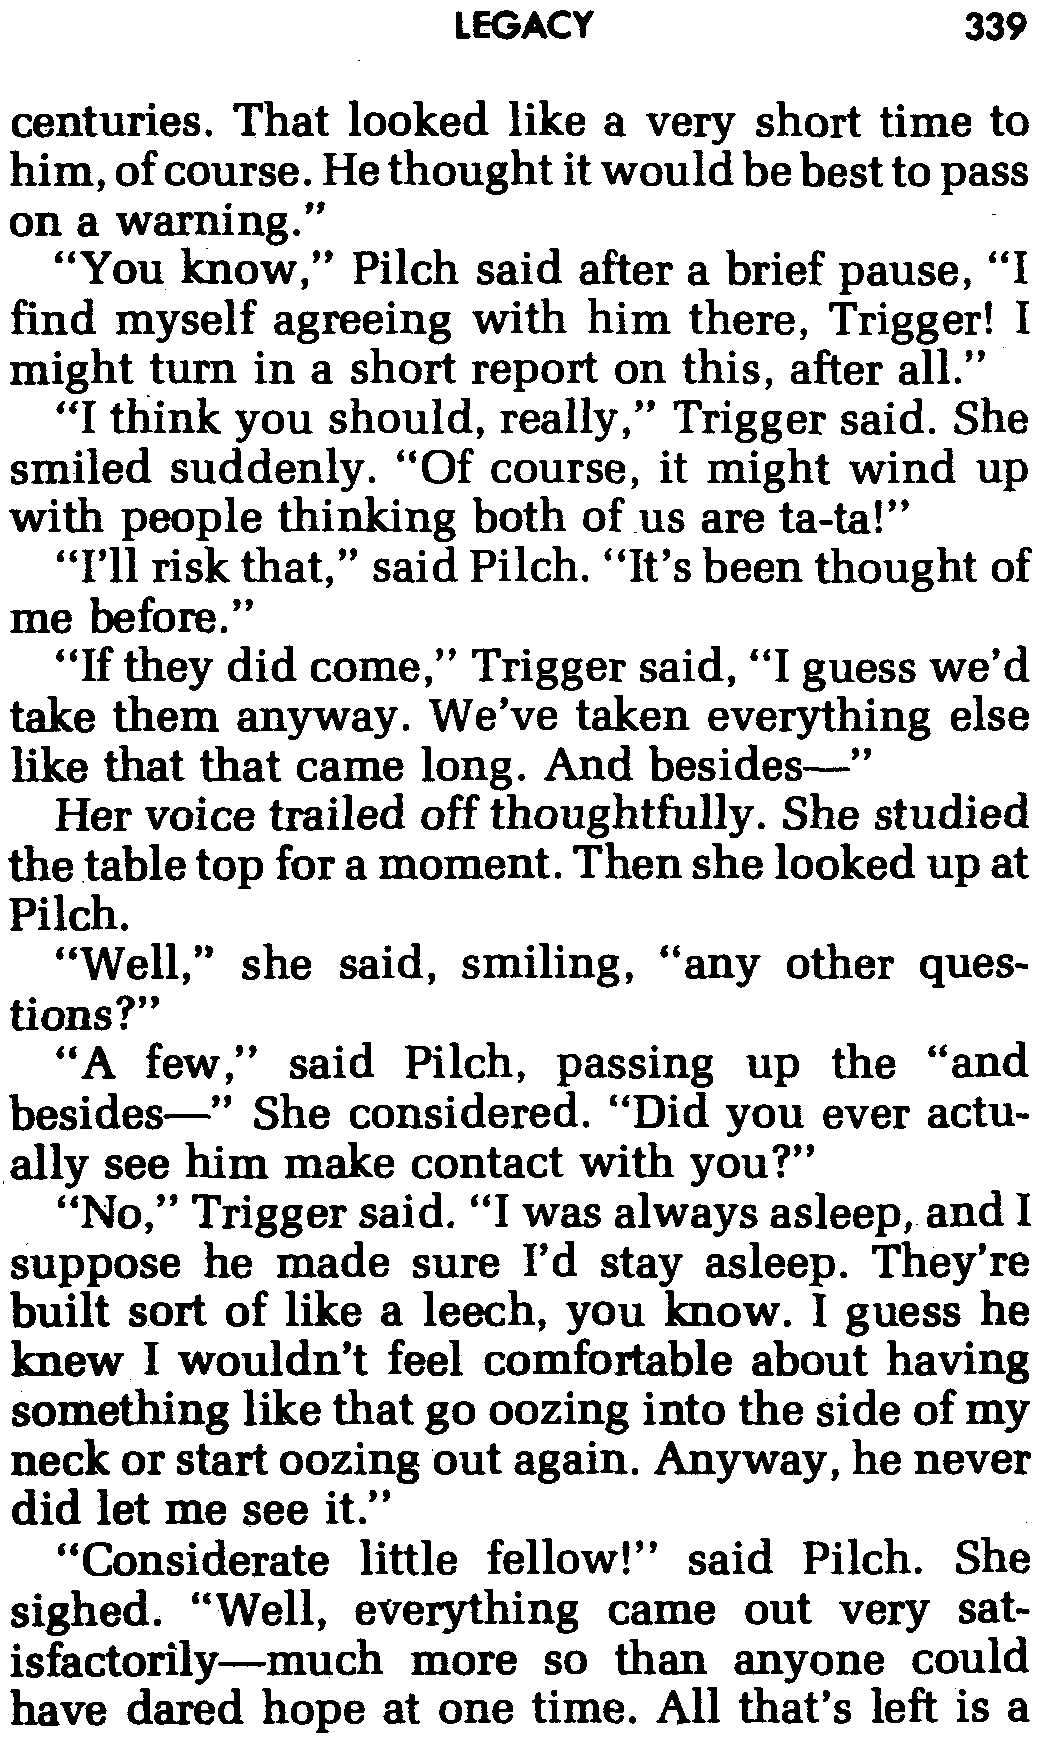 LEGACY 339
centuries. That looked like a very short time to
him, of course. He thought it would be best to pass
on a warning."
"You know," Pilch said after a brief pause, "I
find myself agreeing with him there, Trigger! I
might turn in a short report on this, after all."
"I think you should, really," Trigger said. She
smiled suddenly. "Of course, it might wind up
with people thinking both of us are ta-ta!"
"I'll risk that," said Pilch. "It's been thought of
me before."
"If they did come," Trigger said, "I guess we'd
take them anyway. We've taken everything else
like that that came long. And besides—"
Her voice trailed off thoughtfully. She studied
the table top for a moment. Then she looked up at
Pilch.
"Well," she said, smiling, "any other ques-
tions?"
"A few," said Pilch, passing up the "and
besides—" She considered. "Did you ever actu-
ally see him make contact with you?"
"No," Trigger said. "I was always asleep, and I
suppose he made sure I'd stay asleep. They're
built sort of like a leech, you know. I guess he
knew I wouldn't feel comfortable about having
something like that go oozing into the side of my
neck or start oozing out again. Anyway, he never
did let me see it."
"Considerate little fellow!" said Pilch. She
sighed. "Well, everything came out very sat-
isfactorily—much more so than anyone could
have dared hope at one time. All that's left is a